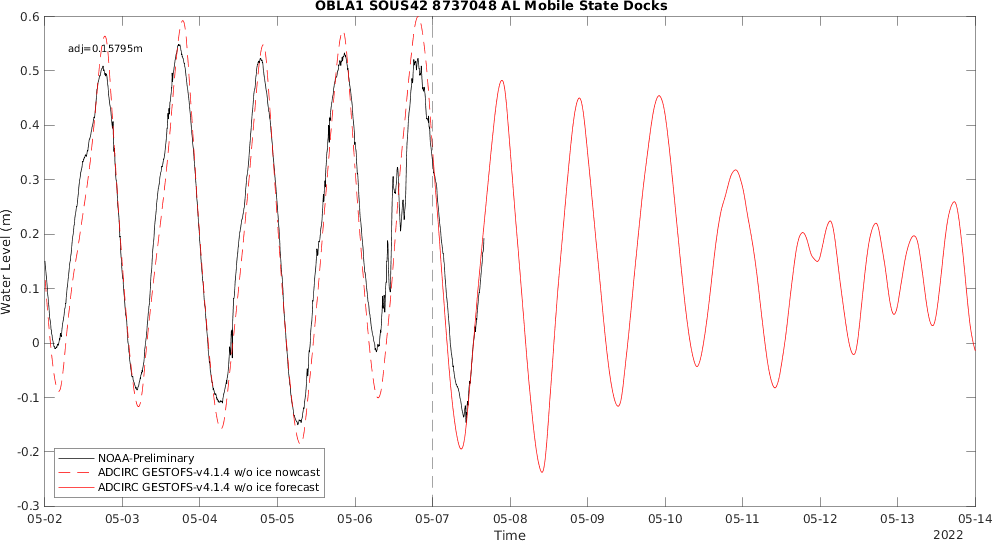 OBLA1 SOUS42 8737048 AL Mobile State Docks
adj=0.15795m
0.6
0.5
0.4
0.3
0.2
0.1
0
-0.1
-0.2
-0.3
Water Level (m)
NOAA-Preliminary
ADCIRC GESTOFS-v4.1.4 w/o ice nowcast
ADCIRC GESTOFS-v4.1.4 w/o ice forecast
05-02 05-03 05-04 05-05 05-06 05-07 05-08 05-09 05-10 05-11 05-12 05-13 05-14
Time
2022